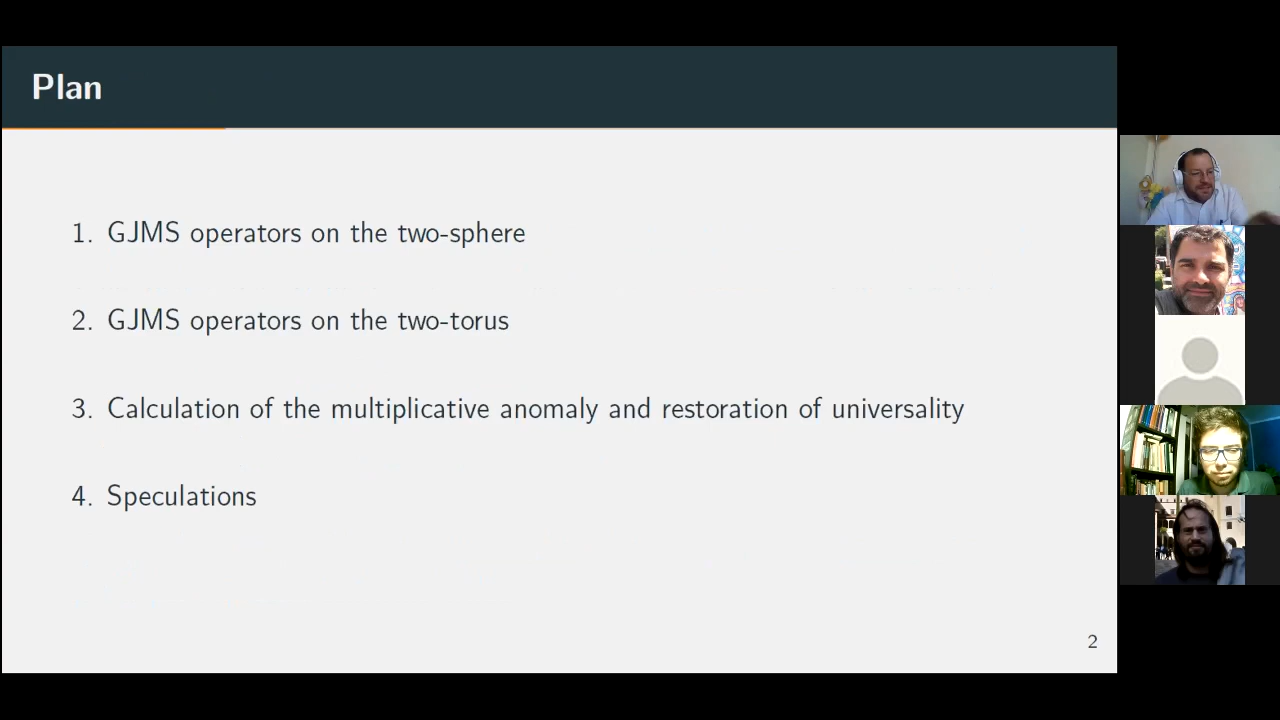 Plan
1. GJMS operators on the two-sphere
2. GJMS operators on the two-torus
3. Calculation of the multiplicative anomaly and restoration of universality
4. Speculations
2